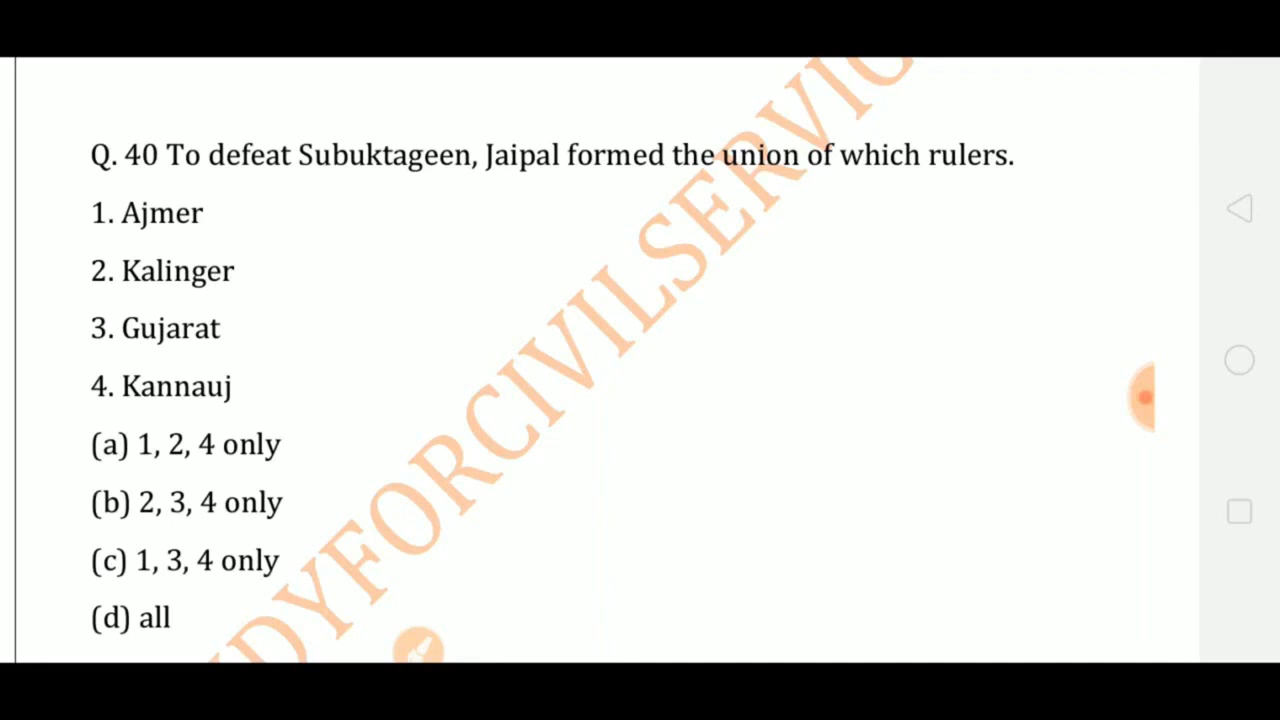 Q. 40 To defeat Subuktageen, Jaipal formed the union of which rulers.
1. Ajmer
2. Kalinger
3. Gujarat
4. Kannauj
(a) 1, 2, 4 only
(b) 2, 3, 4 only
(c) 1, 3, 4 only
(d) all
DYFORCIVILSERVIC